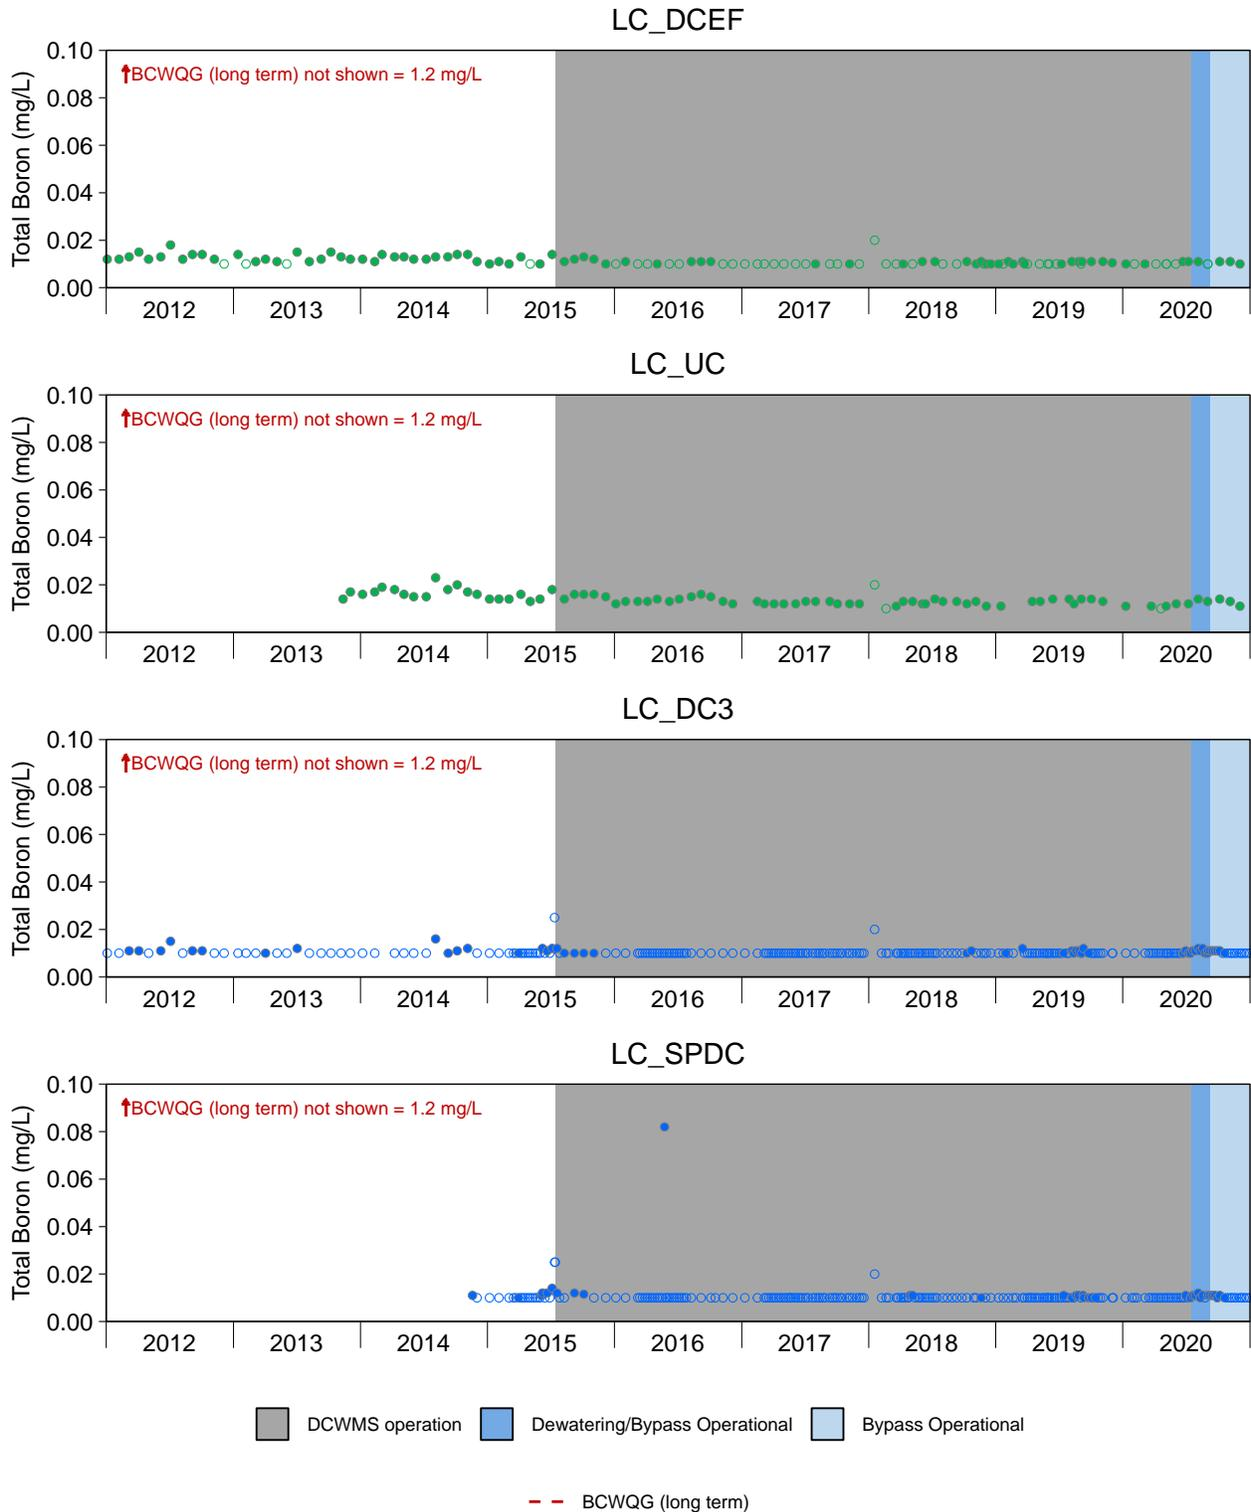 LC_DCEF
Total Boron (mg/L)
0.10
0.08
0.06
0.04
0.02
0.00
↑BCWQG (long term) not shown = 1.2 mg/L
2012 2013 2014 2015 2016 2017 2018 2019 2020
LC_UC
Total Boron (mg/L)
0.10
0.08
0.06
0.04
0.02
0.00
↑BCWQG (long term) not shown = 1.2 mg/L
2012 2013 2014 2015 2016 2017 2018 2019 2020
LC_DC3
Total Boron (mg/L)
0.10
0.08
0.06
0.04
0.02
0.00
↑BCWQG (long term) not shown = 1.2 mg/L
2012 2013 2014 2015 2016 2017 2018 2019 2020
LC_SPDC
Total Boron (mg/L)
0.10
0.08
0.06
0.04
0.02
0.00
↑BCWQG (long term) not shown = 1.2 mg/L
2012 2013 2014 2015 2016 2017 2018 2019 2020
DCWMS operation Dewatering/Bypass Operational Bypass Operational
BCWQG (long term)